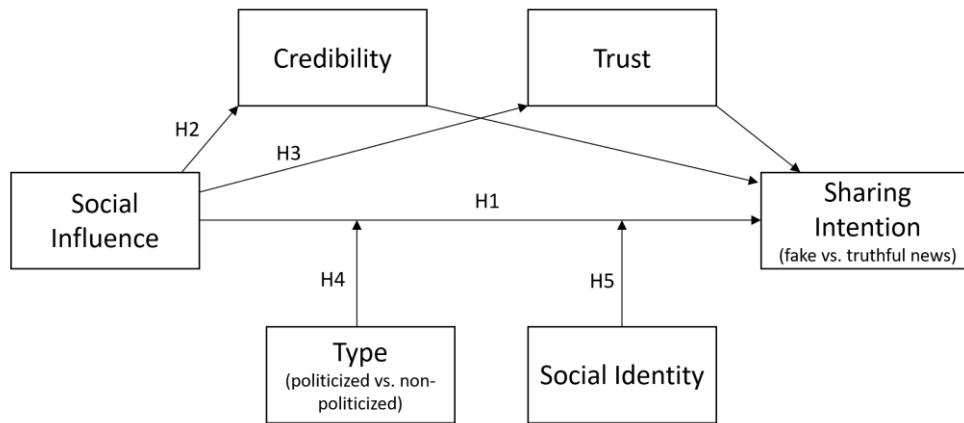 Credibility
Trust
H2
H3
Social
Influence
H1
Sharing
Intention
(fake vs. truthful news)
H4
H5
Type
(politicized vs. non-
politicized)
Social Identity